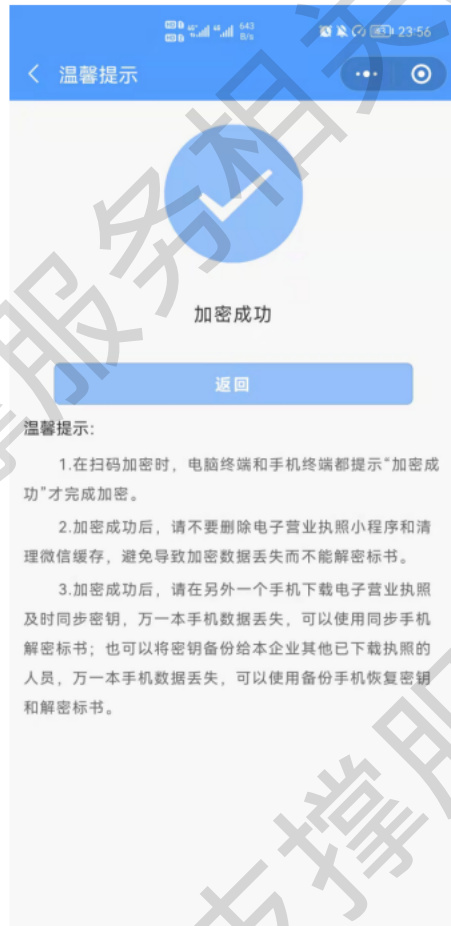 643
B/s
23:56
温馨提示
加密成功
返回
温馨提示：
1.在扫码加密时，电脑终端和手机终端都提示“加密成
功”才完成加密。
2.加密成功后，请不要删除电子营业执照小程序和清
理微信缓存，避免导致加密数据丢失而不能解密标书。
3.加密成功后，请在另外一个手机下载电子营业执照
及时同步密钥，万一本手机数据丢失，可以使用同步手机
解密标书；也可以将密钥备份给本企业其他已下载执照的
人员，万一本手机数据丢失，可以使用备份手机恢复密钥
和解密标书。
服务相关
支撑服